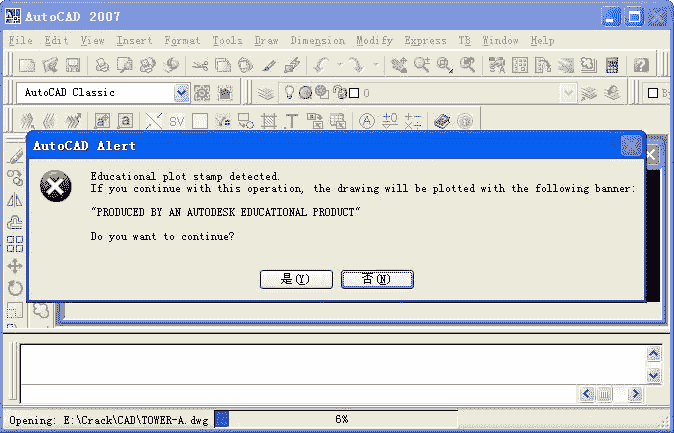 AutoCAD 2007
File Edit View Insert Format Tools Draw Dimension Modify Express TB Window Help
AutoCAD Classic
0
SV
AutoCAD Alert
Educational plot stamp detected.
If you continue with this operation, the drawing will be plotted with the following banner:
"PRODUCED BY AN AUTODESK EDUCATIONAL PRODUCT"
Do you want to continue?
是(Y) 否(N)
Opening: E:\Crack\CAD\TOWER-A.dwg 6%